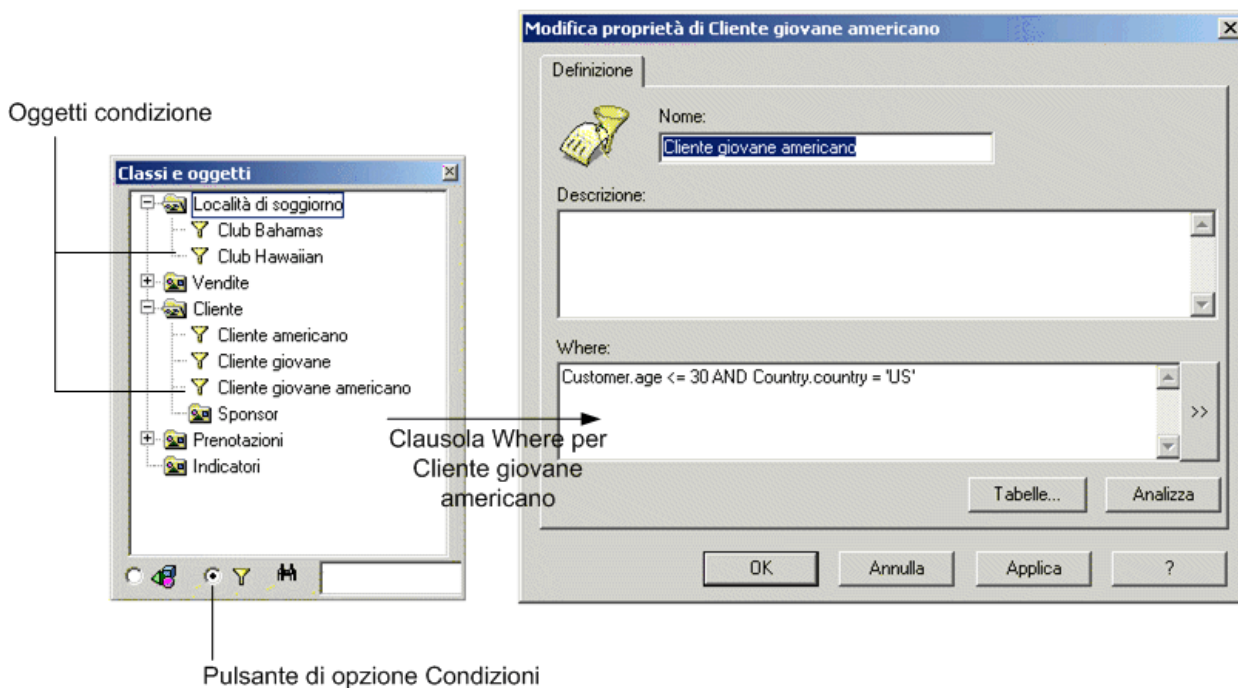 Oggetti condizione
Classi e oggetti
Località di soggiorno
Club Bahamas
Club Hawaiian
Vendite
Cliente
Cliente americano
Cliente giovane
Cliente giovane americano
Sponsor
Prenotazioni
Indicatori
Pulsante di opzione Condizioni
Clausola Where per
Cliente giovane
americano
Modifica proprietà di Cliente giovane americano
Definizione
Nome:
Cliente giovane americano
Descrizione:
Where:
Customer.age <= 30 AND Country.country = 'US'
>>
Tabelle...
Analizza
OK
Annulla
Applica
?